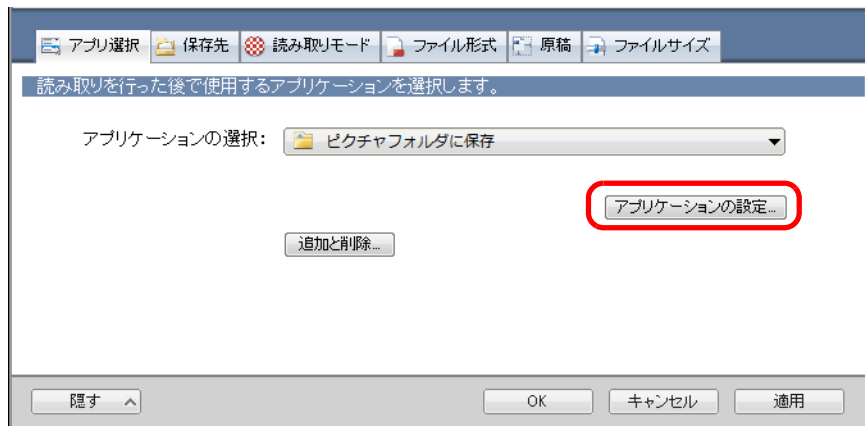 アプリ選択 保存先 読み取りモード ファイル形式 原稿 ファイルサイズ
読み取りを行った後で使用するアプリケーションを選択します。
アプリケーションの選択: ピクチャフォルダに保存
アプリケーションの設定...
追加と削除...
隠す OK キャンセル 適用